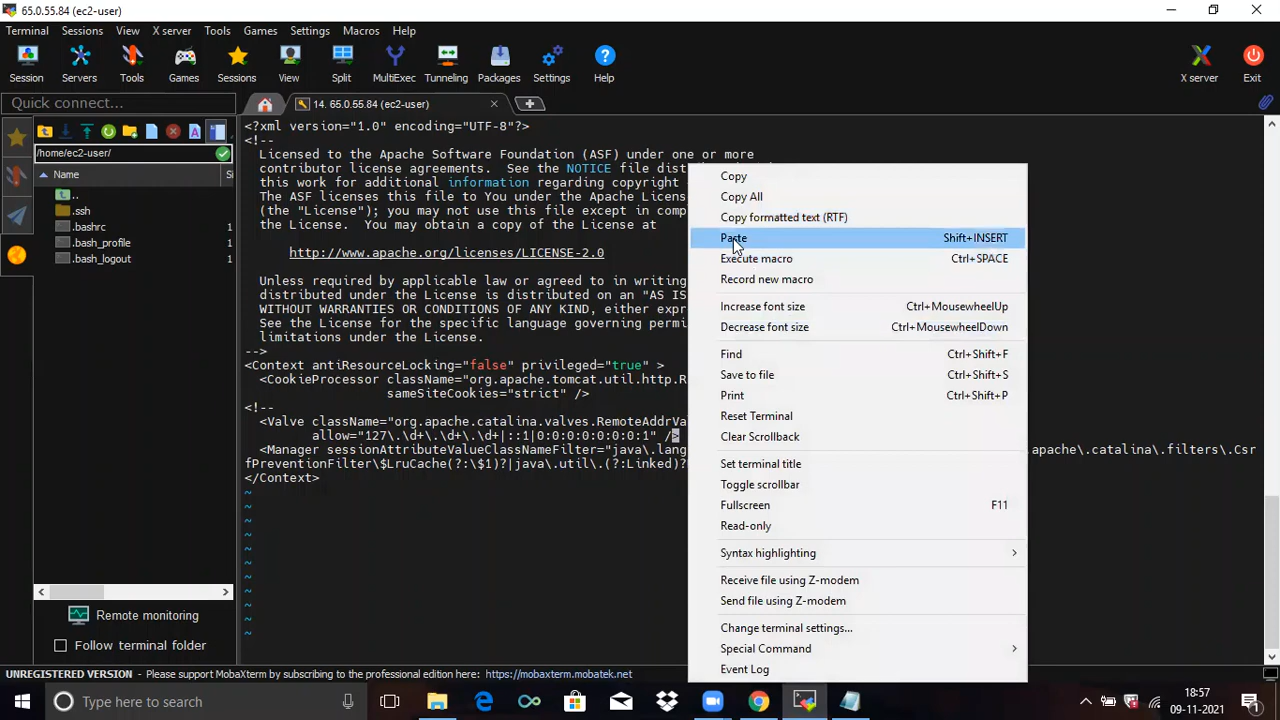 65.0.55.84 (ec2-user)
Terminal Sessions View X server Tools Games Settings Macros Help
Session Servers Tools Games Sessions View Split MultiExec Tunneling Packages Settings Help X server Exit
Quick connect...
14. 65.0.55.84 (ec2-user)
/home/ec2-user/
Name Si
..
.ssh
.bashrc 1
.bash_profile 1
.bash_logout 1
Remote monitoring
Follow terminal folder
<?xml version="1.0" encoding="UTF-8"?>
<!--
Licensed to the Apache Software Foundation (ASF) under one or more
contributor license agreements. See the NOTICE file dis
this work for additional information regarding copyright
The ASF licenses this file to You under the Apache Licens
(the "License"); you may not use this file except in comp
the License. You may obtain a copy of the License at
http://www.apache.org/licenses/LICENSE-2.0
Unless required by applicable law or agreed to in writing
distributed under the License is distributed on an "AS IS
WITHOUT WARRANTIES OR CONDITIONS OF ANY KIND, either expr
See the License for the specific language governing permi
limitations under the License.
-->
<Context antiResourceLocking="false" privileged="true" >
<CookieProcessor className="org.apache.tomcat.util.http.R
sameSiteCookies="strict" />
<!--
<Valve className="org.apache.catalina.valves.RemoteAddrVa
allow="127\.\d+\.\d+\.\d+|::1|0:0:0:0:0:0:0:1" />
<Manager sessionAttributeValueClassNameFilter="java\.lang .apache\.catalina\.filters\.Csr
fPreventionFilter\$LruCache(?:\$1)?|java\.util\.(?:Linked)?
</Context>
~
~
~
~
~
~
~
~
~
~
~
Copy
Copy All
Copy formatted text (RTF)
Paste Shift+INSERT
Execute macro Ctrl+SPACE
Record new macro
Increase font size Ctrl+MousewheelUp
Decrease font size Ctrl+MousewheelDown
Find Ctrl+Shift+F
Save to file Ctrl+Shift+S
Print Ctrl+Shift+P
Reset Terminal
Clear Scrollback
Set terminal title
Toggle scrollbar
Fullscreen F11
Read-only
Syntax highlighting
Receive file using Z-modem
Send file using Z-modem
Change terminal settings...
Special Command
Event Log
UNREGISTERED VERSION - Please support MobaXterm by subscribing to the professional edition here: https://mobaxterm.mobatek.net
Type here to search
18:57
09-11-2021
1